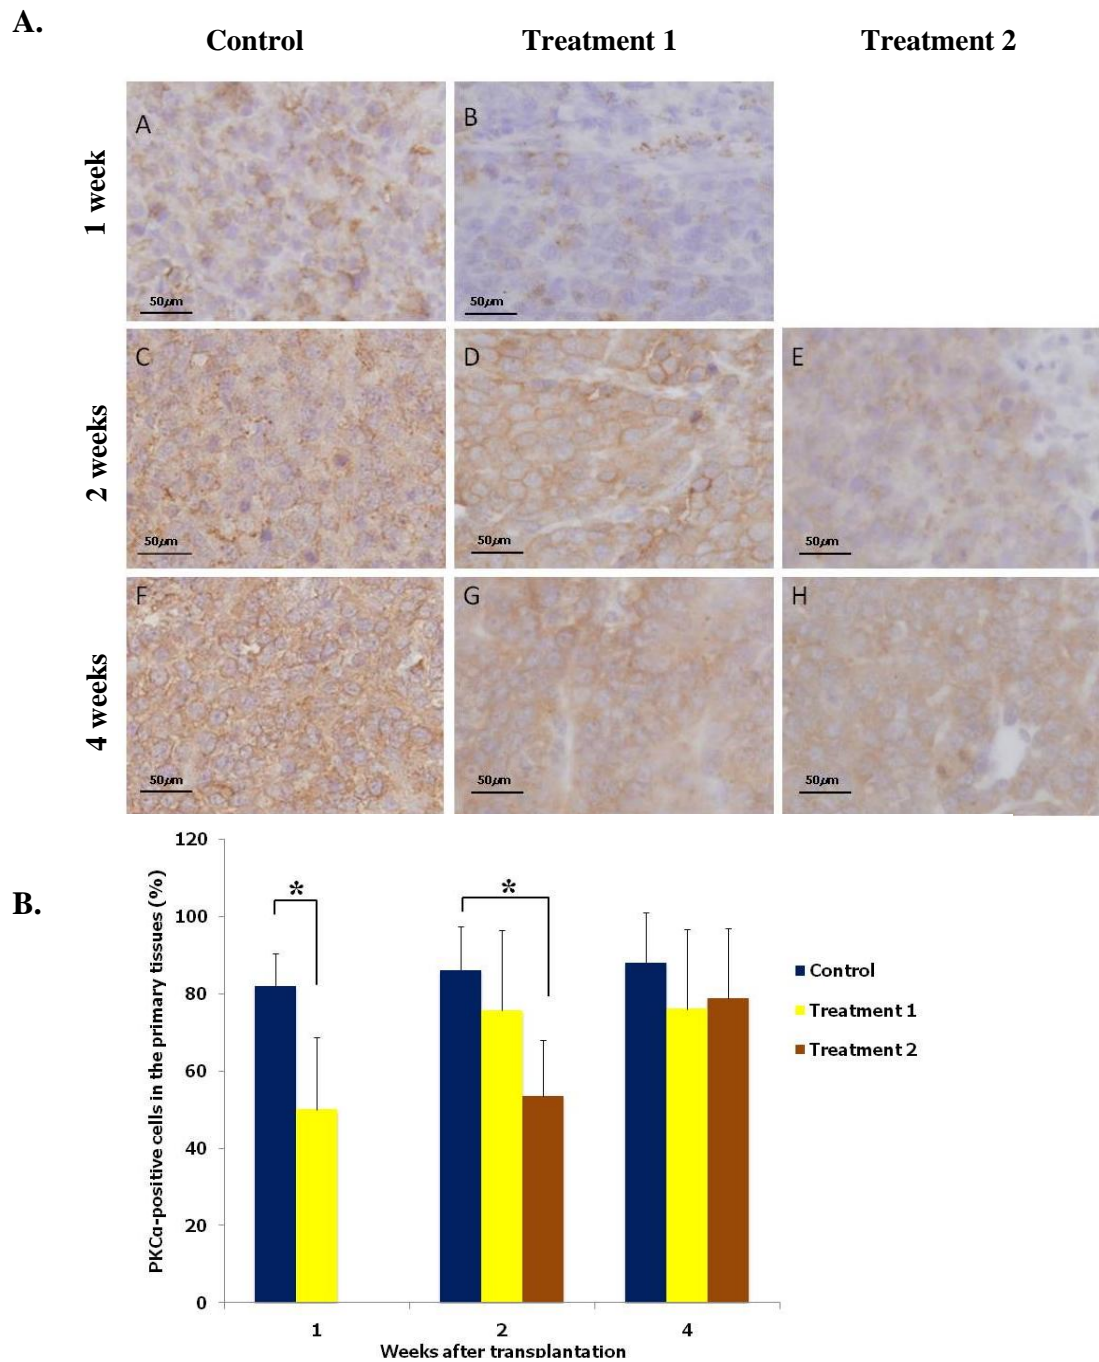 A.
Control Treatment 1 Treatment 2
1 week
A
B
50µm
50µm
2 weeks
C
D
E
50µm
50µm
50µm
4 weeks
F
G
H
50µm
50µm
50µm
B.
PKCα-positive cells in the primary tissues (%)
120
100
80
60
40
20
0
*
*
Control
Treatment 1
Treatment 2
1 2 4
Weeks after transplantation